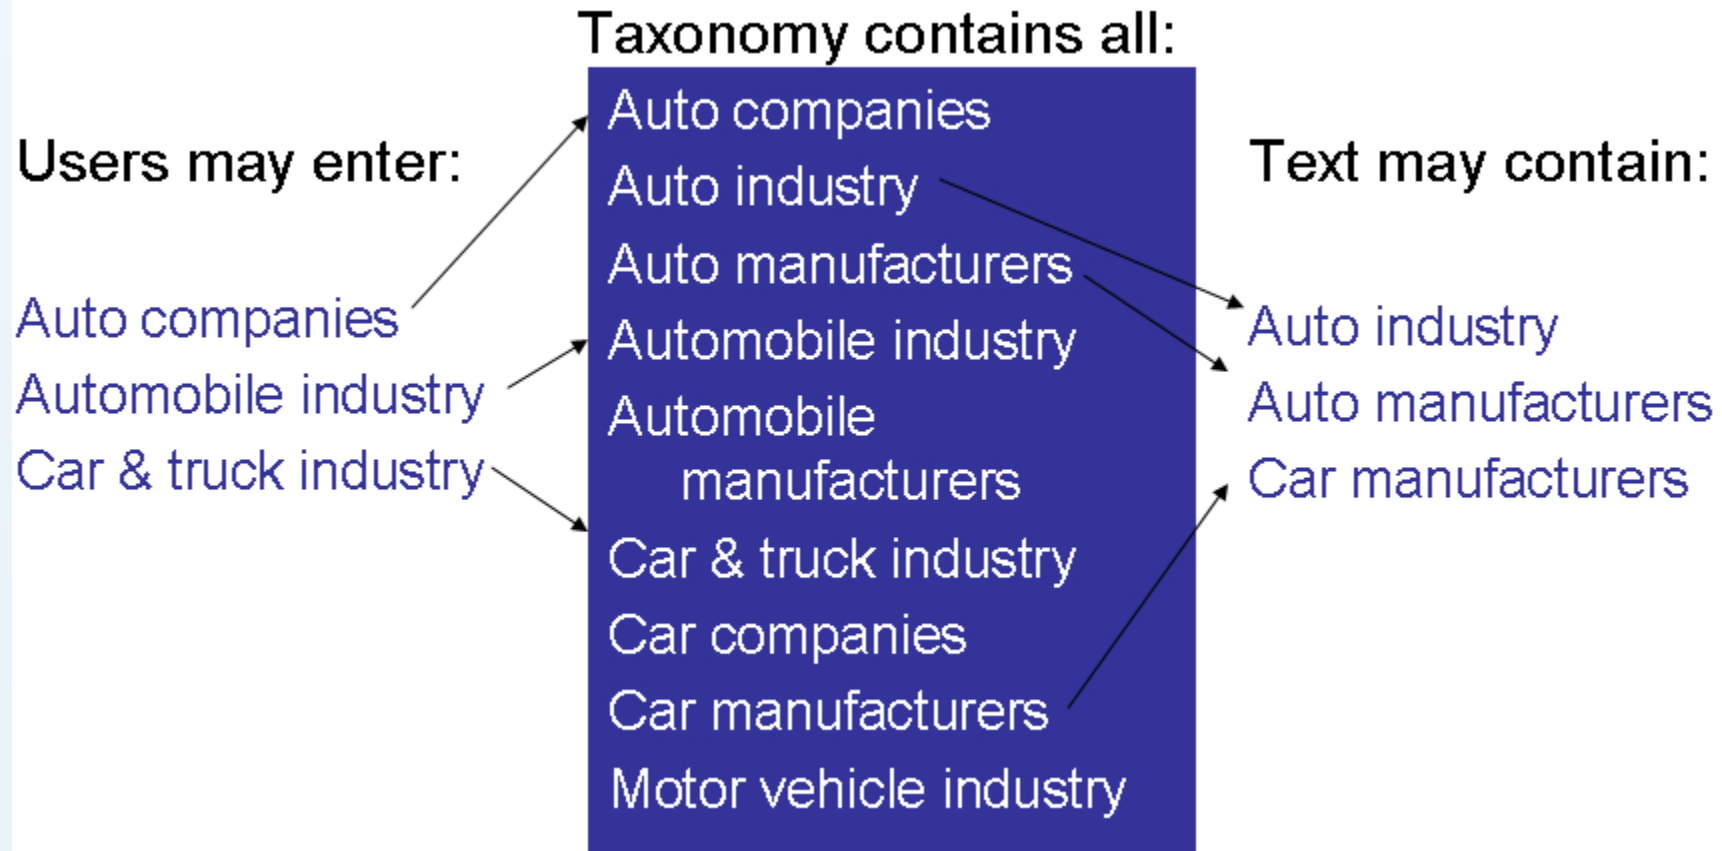 Taxonomy contains all:
Users may enter:
Auto companies
Automobile industry
Car & truck industry
Auto companies
Auto industry
Auto manufacturers
Automobile industry
Automobile
manufacturers
Car & truck industry
Car companies
Car manufacturers
Motor vehicle industry
Text may contain:
Auto industry
Auto manufacturers
Car manufacturers